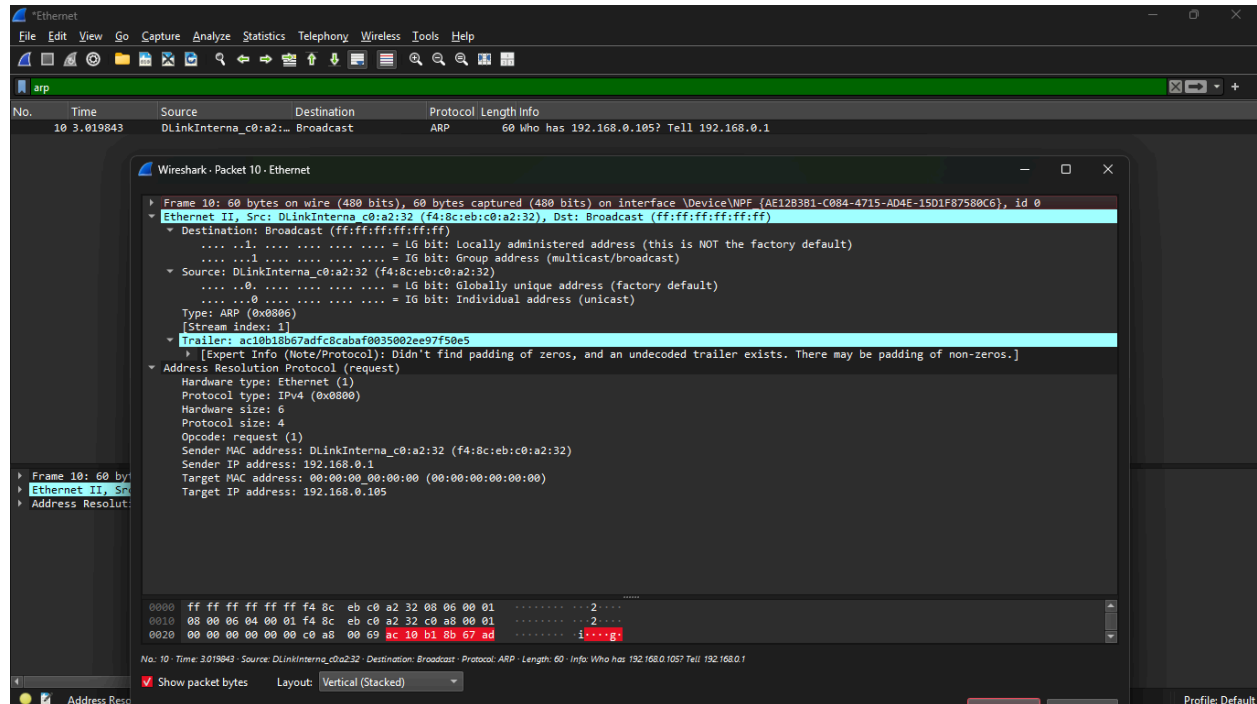 *Ethernet
File Edit View Go Capture Analyze Statistics Telephony Wireless Tools Help
arp
No. Time Source Destination Protocol Length Info
10 3.019843 DLinkInterna_c0:a2:… Broadcast ARP 60 Who has 192.168.0.105? Tell 192.168.0.1
Wireshark · Packet 10 · Ethernet
Frame 10: 60 bytes on wire (480 bits), 60 bytes captured (480 bits) on interface \Device\NPF_{AE12B3B1-C084-4715-AD4E-15D1F87580C6}, id 0
Ethernet II, Src: DLinkInterna_c0:a2:32 (f4:8c:eb:c0:a2:32), Dst: Broadcast (ff:ff:ff:ff:ff:ff)
Destination: Broadcast (ff:ff:ff:ff:ff:ff)
.... ..1. .... .... .... .... = LG bit: Locally administered address (this is NOT the factory default)
.... ...1 .... .... .... .... = IG bit: Group address (multicast/broadcast)
Source: DLinkInterna_c0:a2:32 (f4:8c:eb:c0:a2:32)
.... ..0. .... .... .... .... = LG bit: Globally unique address (factory default)
.... ...0 .... .... .... .... = IG bit: Individual address (unicast)
Type: ARP (0x0806)
[Stream index: 1]
Trailer: ac10b18b67adfc8cabaf0035002ee97f50e5
[Expert Info (Note/Protocol): Didn't find padding of zeros, and an undecoded trailer exists. There may be padding of non-zeros.]
Address Resolution Protocol (request)
Hardware type: Ethernet (1)
Protocol type: IPv4 (0x0800)
Hardware size: 6
Protocol size: 4
Opcode: request (1)
Sender MAC address: DLinkInterna_c0:a2:32 (f4:8c:eb:c0:a2:32)
Sender IP address: 192.168.0.1
Target MAC address: 00:00:00_00:00:00 (00:00:00:00:00:00)
Target IP address: 192.168.0.105
Frame 10: 60 byt
Ethernet II, Src
Address Resolut
0000 ff ff ff ff ff ff f4 8c eb c0 a2 32 08 06 00 01 ········ ···2····
0010 08 00 06 04 00 01 f4 8c eb c0 a2 32 c0 a8 00 01 ········ ···2····
0020 00 00 00 00 00 00 c0 a8 00 69 ac 10 b1 8b 67 ad ········ ·i····g·
No.: 10 · Time: 3.019843 · Source: DLinkInterna_c0:a2:32 · Destination: Broadcast · Protocol: ARP · Length: 60 · Info: Who has 192.168.0.105? Tell 192.168.0.1
Show packet bytes Layout: Vertical (Stacked)
Address Reso Profile: Default